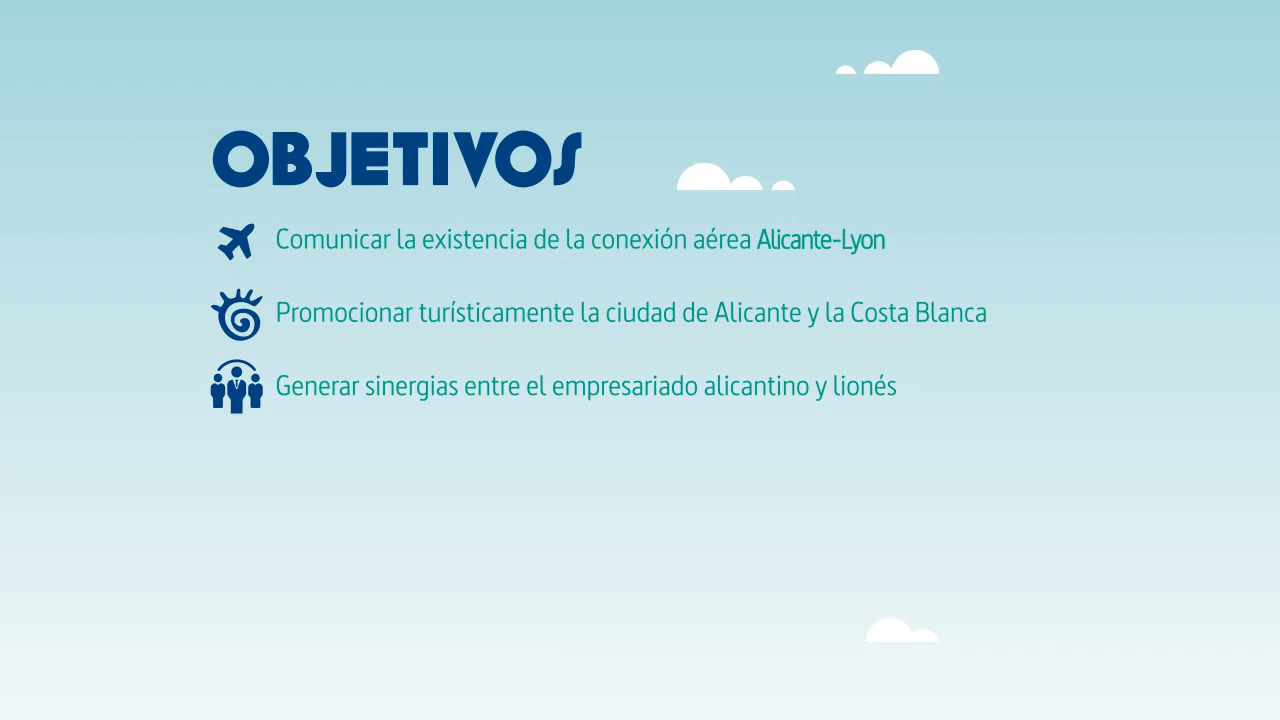 OBJETIVOS
Comunicar la existencia de la conexión aérea Alicante-Lyon
Promocionar turísticamente la ciudad de Alicante y la Costa Blanca
Generar sinergias entre el empresariado alicantino y lionés